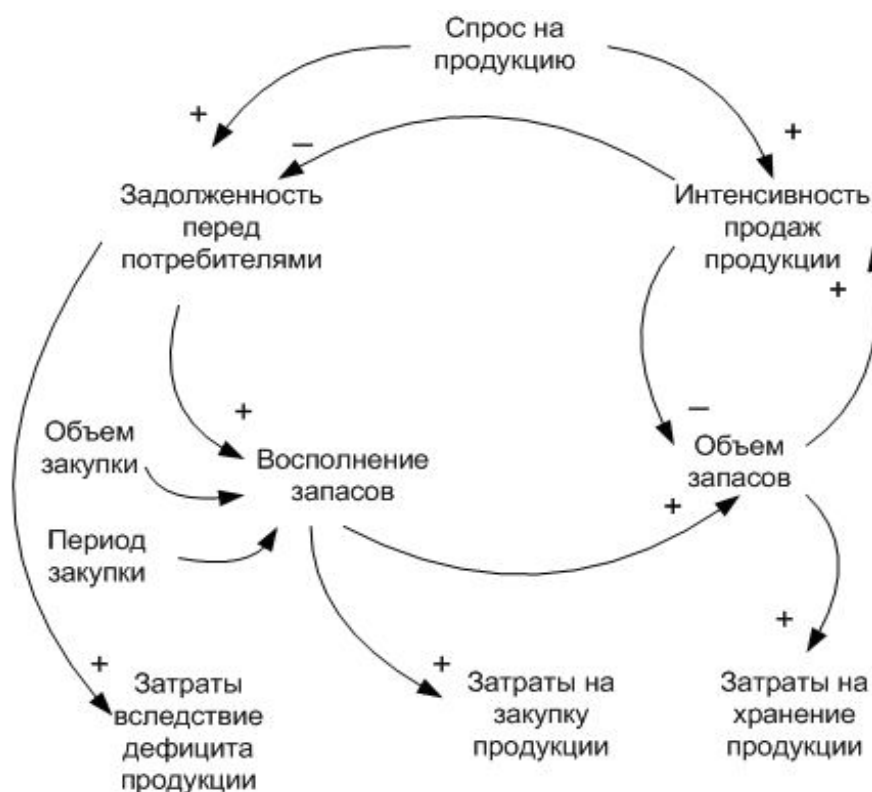 Спрос на
продукцию
+
+
–
Задолженность
перед
потребителями
Интенсивность
продаж
продукции
+
+
–
Объем
закупки
Восполнение
запасов
Объем
запасов
+
Период
закупки
+
+
+
Затраты
вследствие
дефицита
продукции
Затраты на
закупку
продукции
Затраты на
хранение
продукции